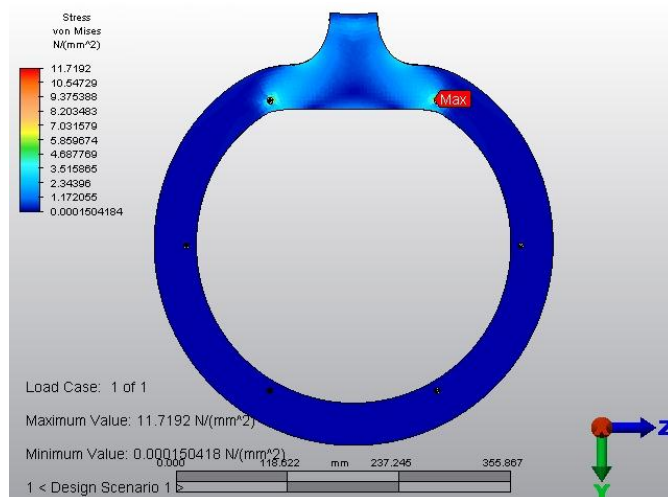 Stress
von Mises
N/(mm^2)
11.7192
10.54729
9.375388
8.203483
7.031579
5.859674
4.687769
3.515865
2.34396
1.172055
0.0001504184
Max
Load Case: 1 of 1
Maximum Value: 11.7192 N/(mm^2)
Minimum Value: 0.000150418 N/(mm^2)
0.000 118.622 mm 237.245 355.867
1 < Design Scenario 1 >
Z
Y